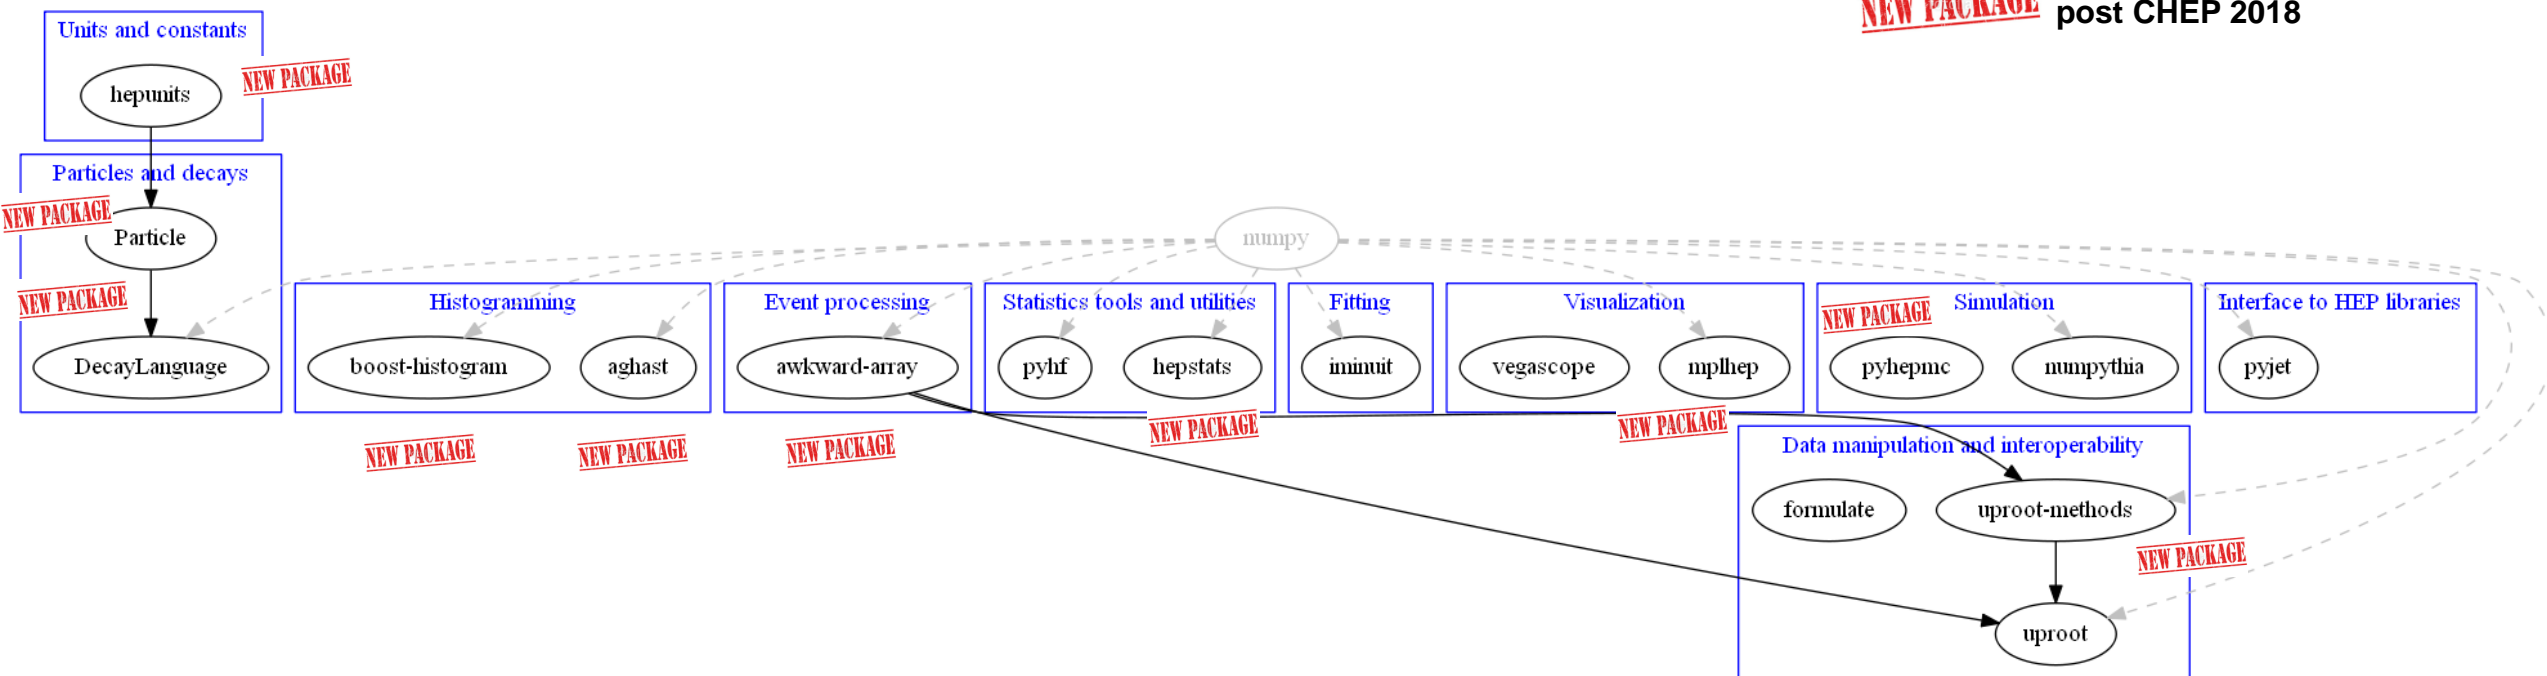 NEW PACKAGE post CHEP 2018
Units and constants
hepunits
NEW PACKAGE
Particles and decays
NEW PACKAGE
Particle
NEW PACKAGE
DecayLanguage
numpy
Histogramming
boost-histogram
aghast
NEW PACKAGE
NEW PACKAGE
Event processing
awkward-array
NEW PACKAGE
Statistics tools and utilities
pyhf
hepstats
NEW PACKAGE
Fitting
iminuit
Visualization
vegascope
mplhep
NEW PACKAGE
Simulation
NEW PACKAGE
pyhepmc
numpythia
Interface to HEP libraries
pyjet
Data manipulation and interoperability
formulate
uproot-methods
NEW PACKAGE
uproot